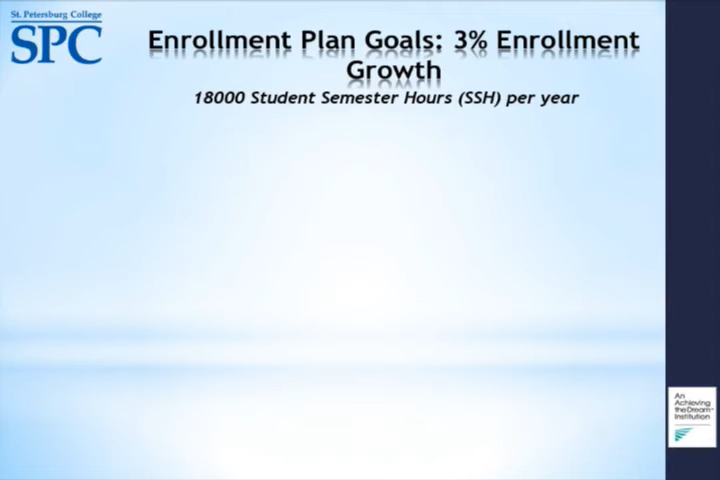 St. Petersburg College
SPC
Enrollment Plan Goals: 3% Enrollment
Growth
18000 Student Semester Hours (SSH) per year
An
Achieving
the Dream™
Institution